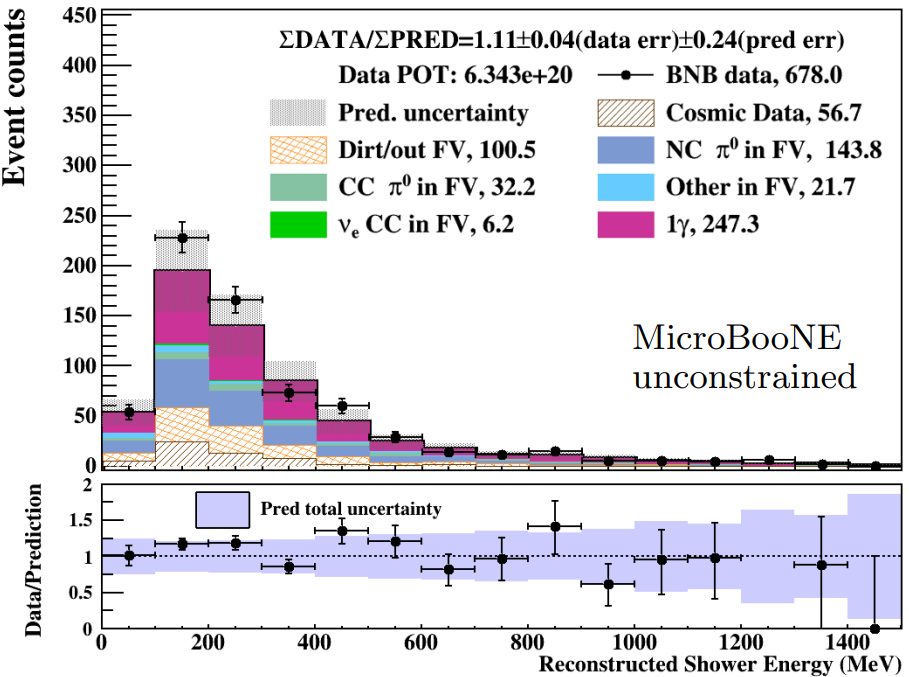 ΣDATA/ΣPRED=1.11±0.04(data err)±0.24(pred err)
Data POT: 6.343e+20
BNB data, 678.0
Pred. uncertainty
Cosmic Data, 56.7
Dirt/out FV, 100.5
NC π⁰ in FV, 143.8
CC π⁰ in FV, 32.2
Other in FV, 21.7
νₑ CC in FV, 6.2
1γ, 247.3
MicroBooNE
unconstrained
Event counts
450
400
350
300
250
200
150
100
50
0
Pred total uncertainty
Data/Prediction
2
1.5
1
0.5
0
0 200 400 600 800 1000 1200 1400
Reconstructed Shower Energy (MeV)